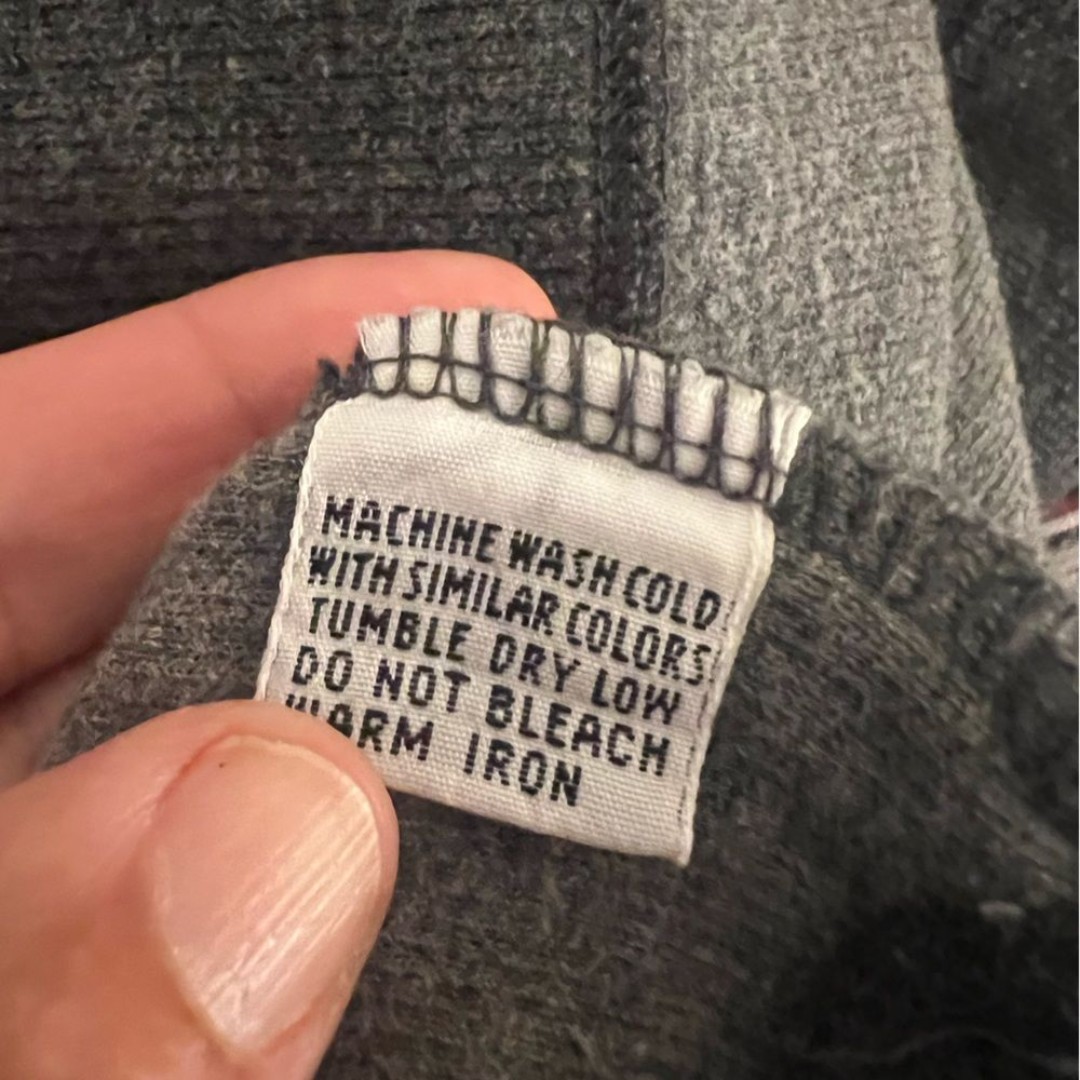 MACHINE WASH COLD
WITH SIMILAR COLORS
TUMBLE DRY LOW
DO NOT BLEACH
WARM IRON